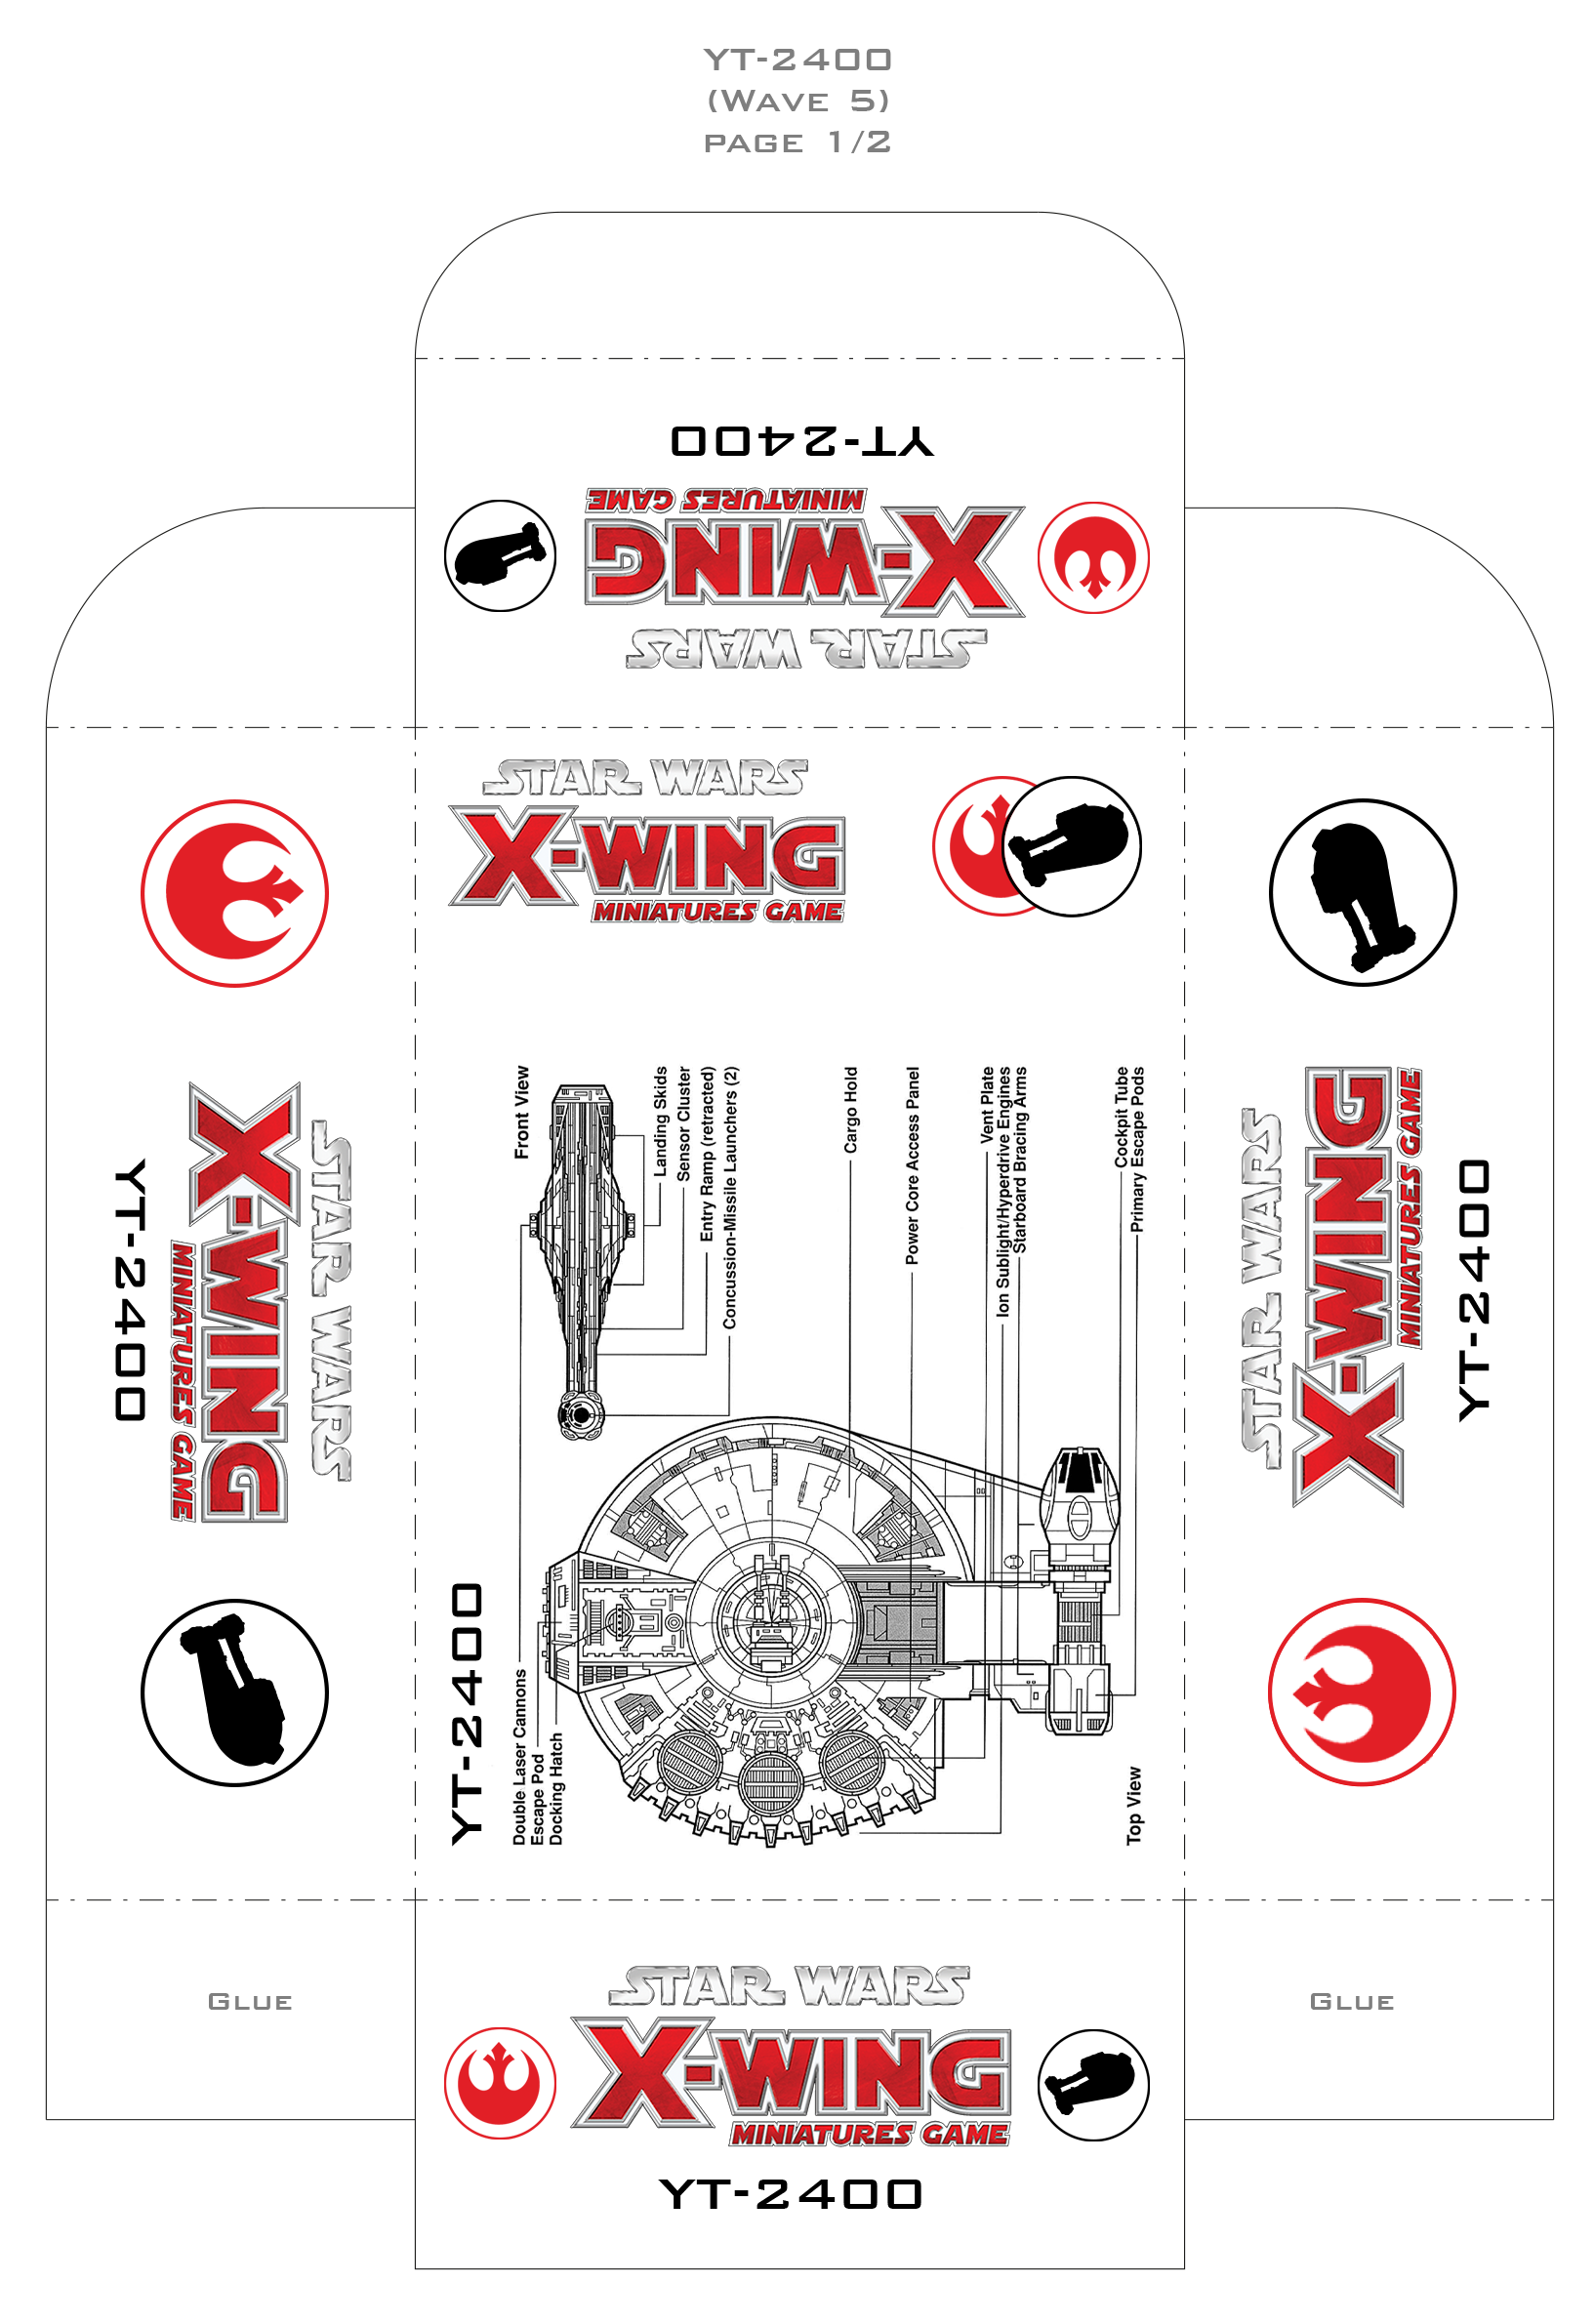 YT-2400
(Wave 5)
page 1/2
YT-2400
MINIATURES GAME
X-WING
STAR WARS
STAR WARS
X-WING
MINIATURES GAME
STAR WARS
X-WING
MINIATURES GAME
YT-2400
YT-2400
Front View
Landing Skids
Sensor Cluster
Entry Ramp (retracted)
Concussion-Missile Launchers (2)
Cargo Hold
Power Core Access Panel
Vent Plate
Ion Sublight/Hyperdrive Engines
Starboard Bracing Arms
Cockpit Tube
Primary Escape Pods
Double Laser Cannons
Escape Pod
Docking Hatch
Top View
STAR WARS
X-WING
MINIATURES GAME
YT-2400
Glue
Glue
STAR WARS
X-WING
MINIATURES GAME
YT-2400